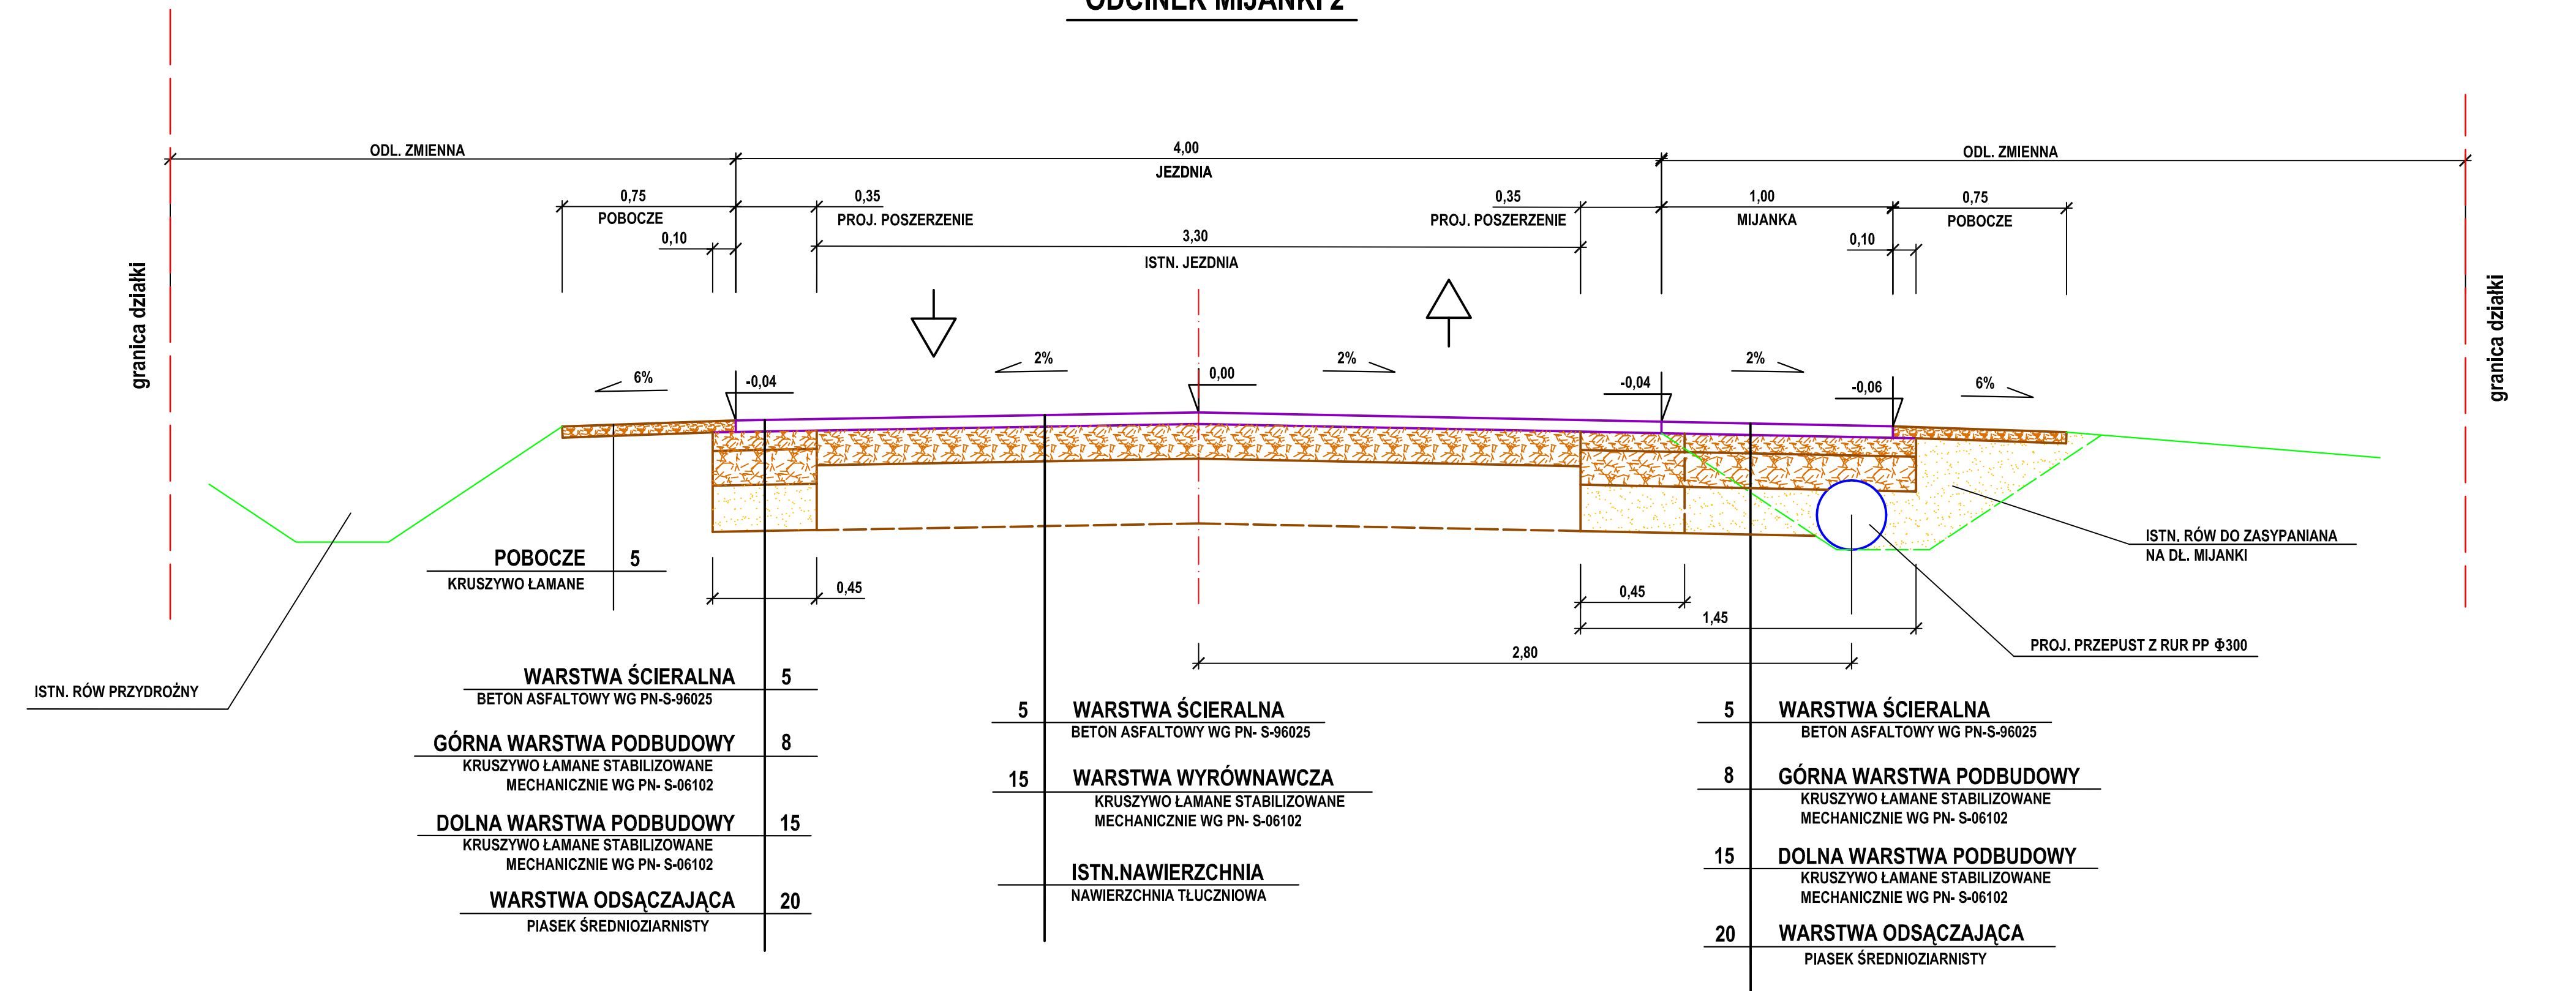 ODCINEK MIJANKI 2
ODL. ZMIENNA
4,00
JEZDNIA
ODL. ZMIENNA
0,75
POBOCZE
0,35
PROJ. POSZERZENIE
0,35
PROJ. POSZERZENIE
1,00
MIJANKA
0,75
POBOCZE
0,10
3,30
ISTN. JEZDNIA
0,10
granica działki
granica działki
6%
-0,04
2%
0,00
2%
-0,04
2%
-0,06
6%
POBOCZE 5
KRUSZYWO ŁAMANE
0,45
0,45
1,45
2,80
ISTN. RÓW DO ZASYPANIANA
NA DŁ. MIJANKI
PROJ. PRZEPUST Z RUR PP Φ300
ISTN. RÓW PRZYDROŻNY
WARSTWA ŚCIERALNA 5
BETON ASFALTOWY WG PN-S-96025
GÓRNA WARSTWA PODBUDOWY 8
KRUSZYWO ŁAMANE STABILIZOWANE
MECHANICZNIE WG PN- S-06102
DOLNA WARSTWA PODBUDOWY 15
KRUSZYWO ŁAMANE STABILIZOWANE
MECHANICZNIE WG PN- S-06102
WARSTWA ODSĄCZAJĄCA 20
PIASEK ŚREDNIOZIARNISTY
5 WARSTWA ŚCIERALNA
BETON ASFALTOWY WG PN- S-96025
15 WARSTWA WYRÓWNAWCZA
KRUSZYWO ŁAMANE STABILIZOWANE
MECHANICZNIE WG PN- S-06102
ISTN.NAWIERZCHNIA
NAWIERZCHNIA TŁUCZNIOWA
5 WARSTWA ŚCIERALNA
BETON ASFALTOWY WG PN-S-96025
8 GÓRNA WARSTWA PODBUDOWY
KRUSZYWO ŁAMANE STABILIZOWANE
MECHANICZNIE WG PN- S-06102
15 DOLNA WARSTWA PODBUDOWY
KRUSZYWO ŁAMANE STABILIZOWANE
MECHANICZNIE WG PN- S-06102
20 WARSTWA ODSĄCZAJĄCA
PIASEK ŚREDNIOZIARNISTY